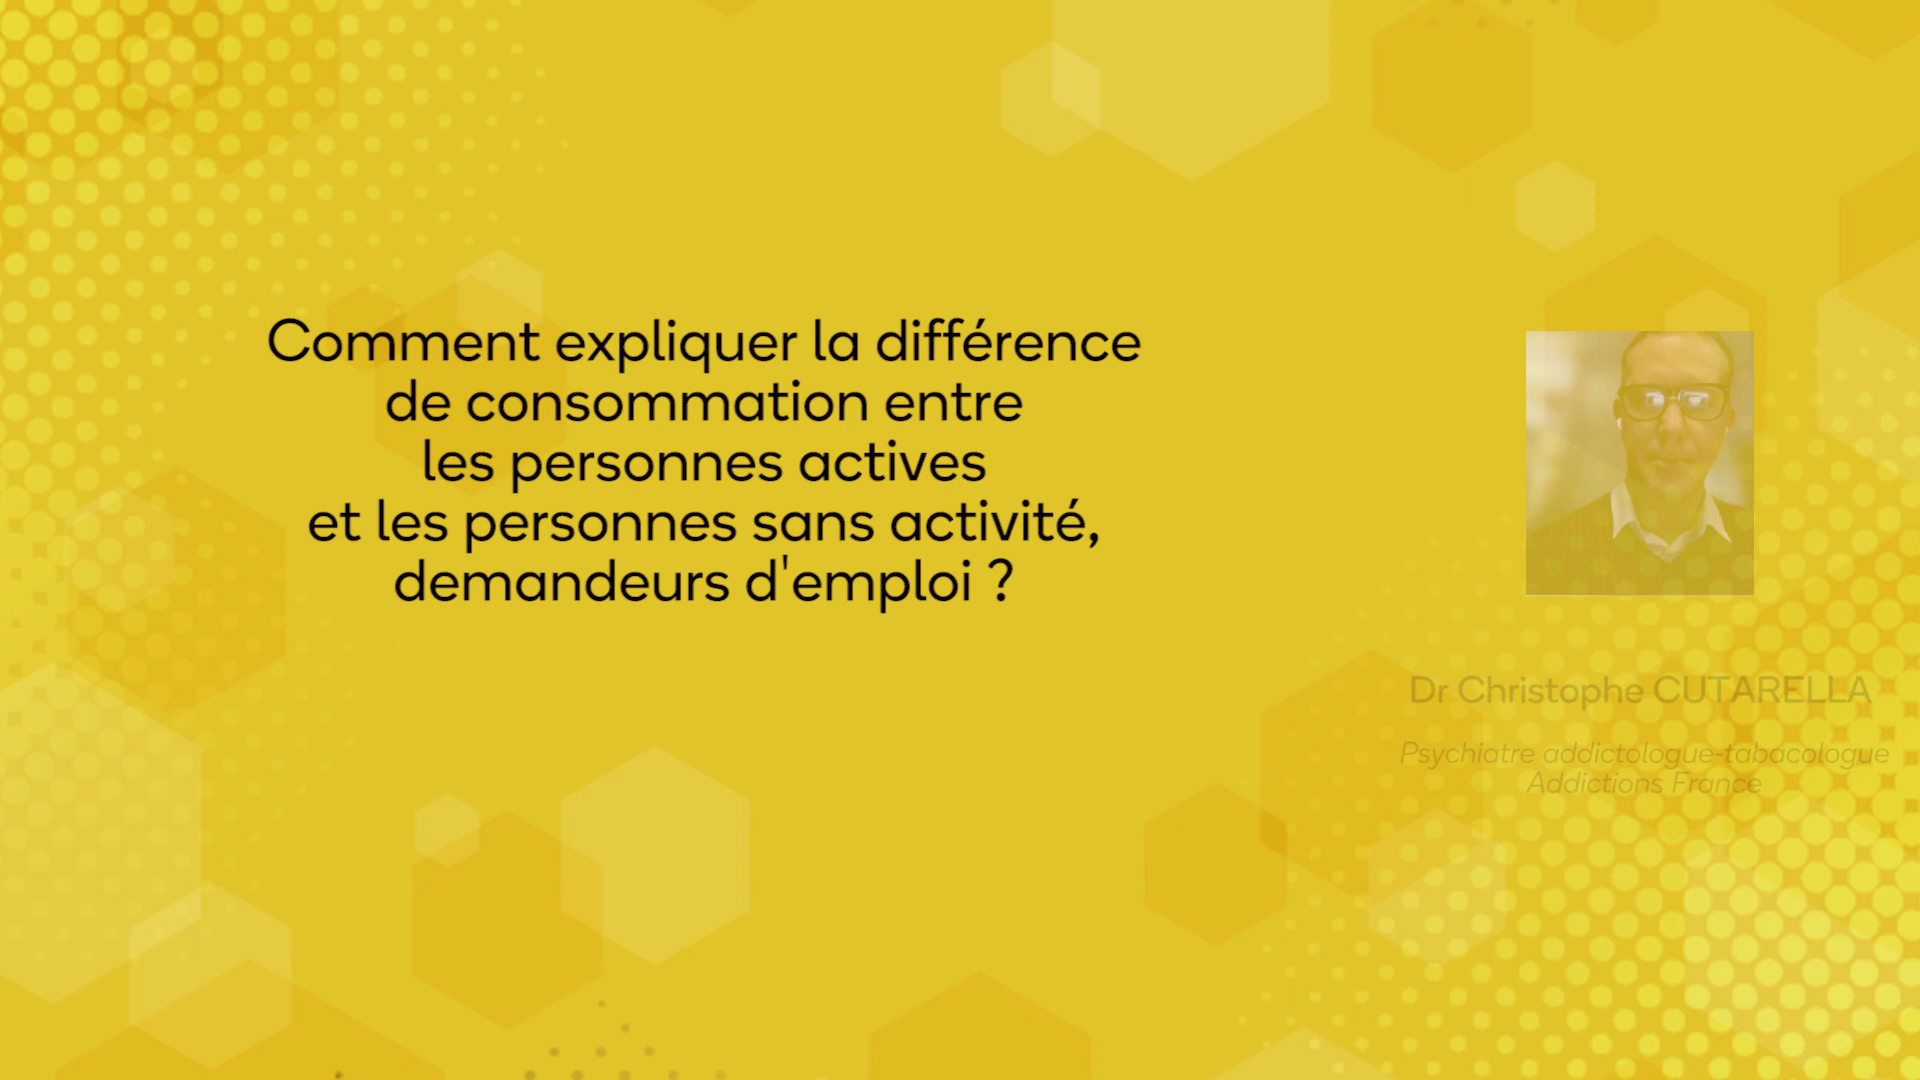 Comment expliquer la différence
de consommation entre
les personnes actives
et les personnes sans activité,
demandeurs d'emploi ?
Dr Christophe CUTARELLA
Psychiatre addictologue-tabacologue
Addictions France